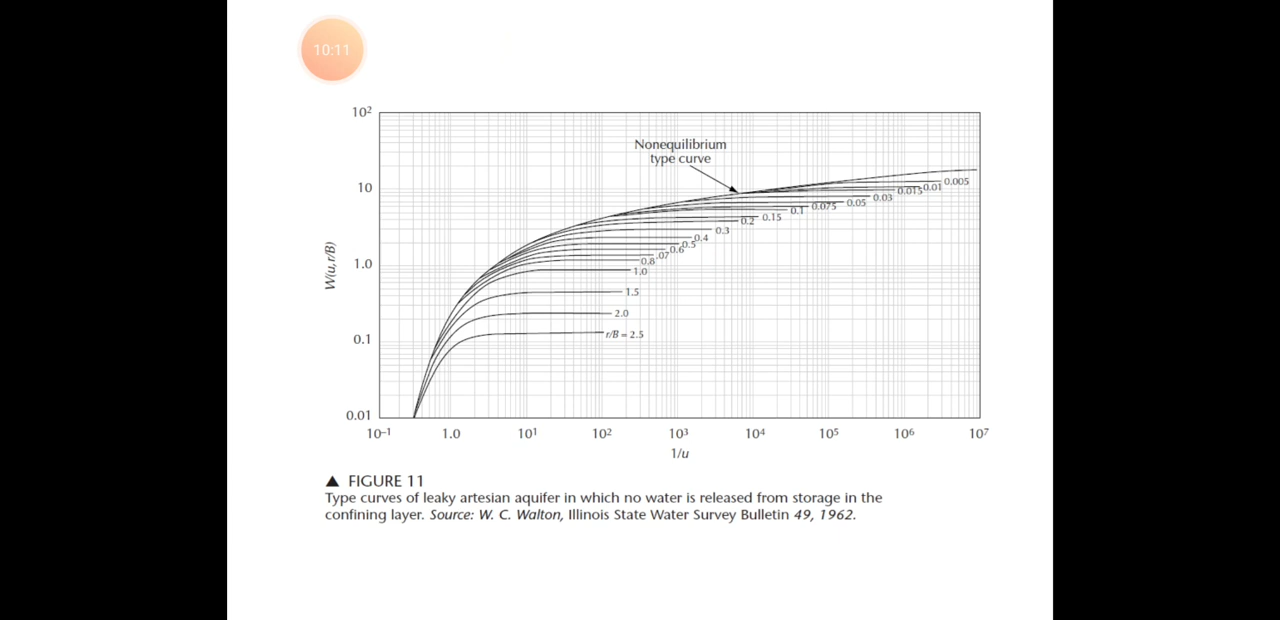 10:11
10²
Nonequilibrium
type curve
10
0.005
0.01
0.015
0.03
0.05
0.075
0.1
0.15
0.2
0.3
0.4
0.5
0.6
.07
0.8
1.0
1.0
1.5
2.0
r/B = 2.5
W(u,r/B)
0.1
0.01
10⁻¹ 1.0 10¹ 10² 10³ 10⁴ 10⁵ 10⁶ 10⁷
1/u
▲ FIGURE 11
Type curves of leaky artesian aquifer in which no water is released from storage in the
confining layer. Source: W. C. Walton, Illinois State Water Survey Bulletin 49, 1962.